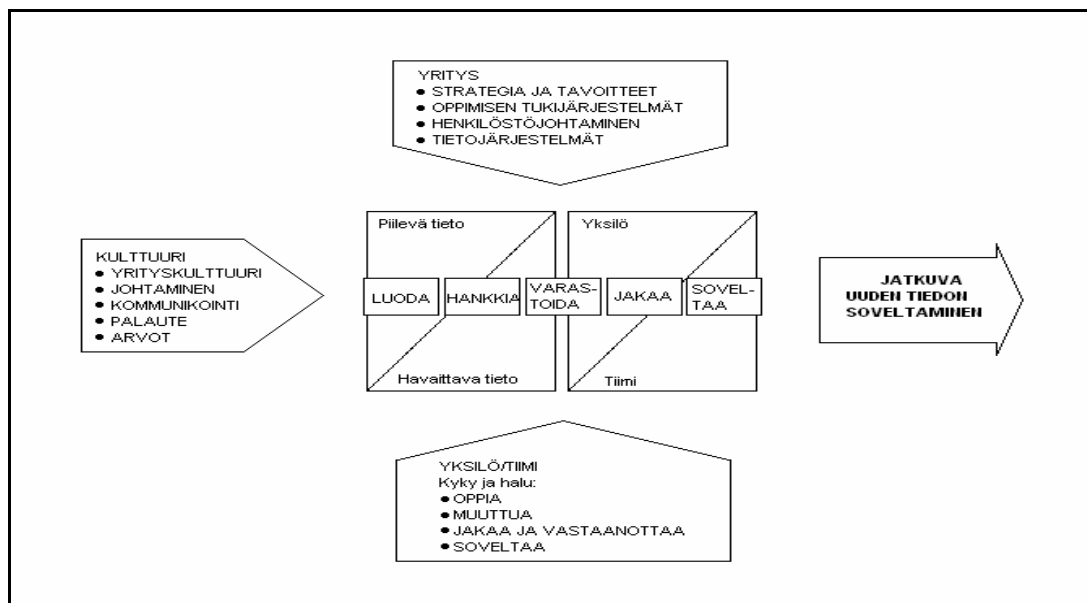 YRITYS
● STRATEGIA JA TAVOITTEET
● OPPIMISEN TUKIJÄRJESTELMÄT
● HENKILÖSTÖJOHTAMINEN
● TIETOJÄRJESTELMÄT
KULTTUURI
● YRITYSKULTTUURI
● JOHTAMINEN
● KOMMUNIKOINTI
● PALAUTE
● ARVOT
Piilevä tieto
Yksilö
LUODA
HANKKIA
VARAS-
TOIDA
JAKAA
SOVEL-
TAA
Havaittava tieto
Tiimi
JATKUVA
UUDEN TIEDON
SOVELTAMINEN
YKSILÖ/TIIMI
Kyky ja halu:
● OPPIA
● MUUTTUA
● JAKAA JA VASTAANOTTAA
● SOVELTAA